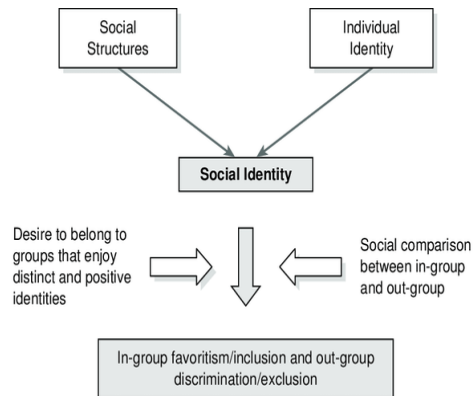 Social
Structures
Individual
Identity
Social Identity
Desire to belong to
groups that enjoy
distinct and positive
identities
Social comparison
between in-group
and out-group
In-group favoritism/inclusion and out-group
discrimination/exclusion